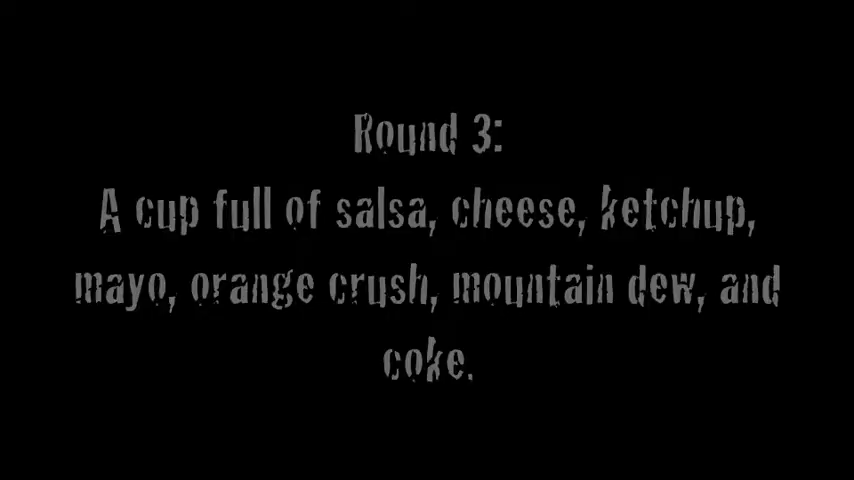 Round 3:
A cup full of salsa, cheese, ketchup,
mayo, orange crush, mountain dew, and
coke.